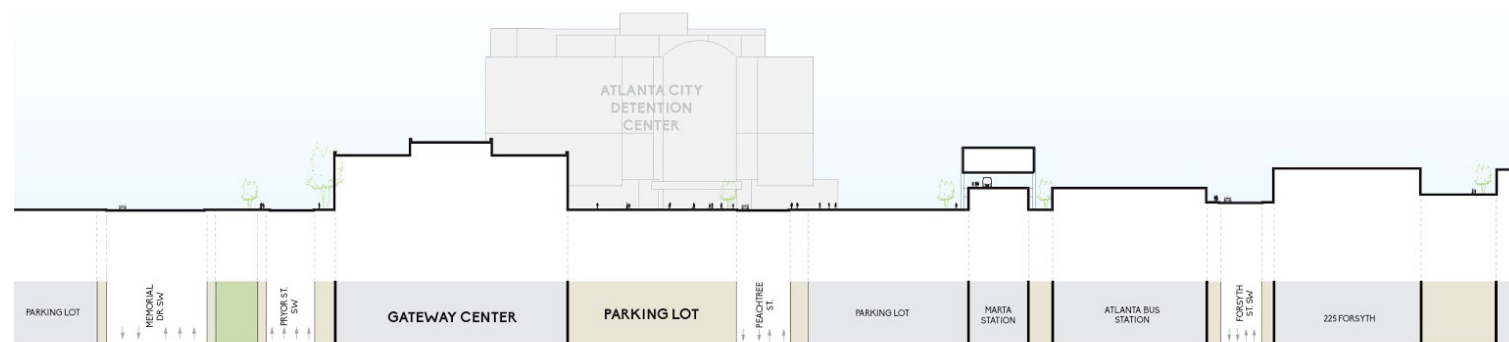 ATLANTA CITY
DETENTION
CENTER
PARKING LOT
MEMORIAL
DR. SW
PRYOR ST.
SW
GATEWAY CENTER
PARKING LOT
PEACHTREE
ST.
PARKING LOT
MARTA
STATION
ATLANTA BUS
STATION
FORSYTH
ST. SW
225 FORSYTH